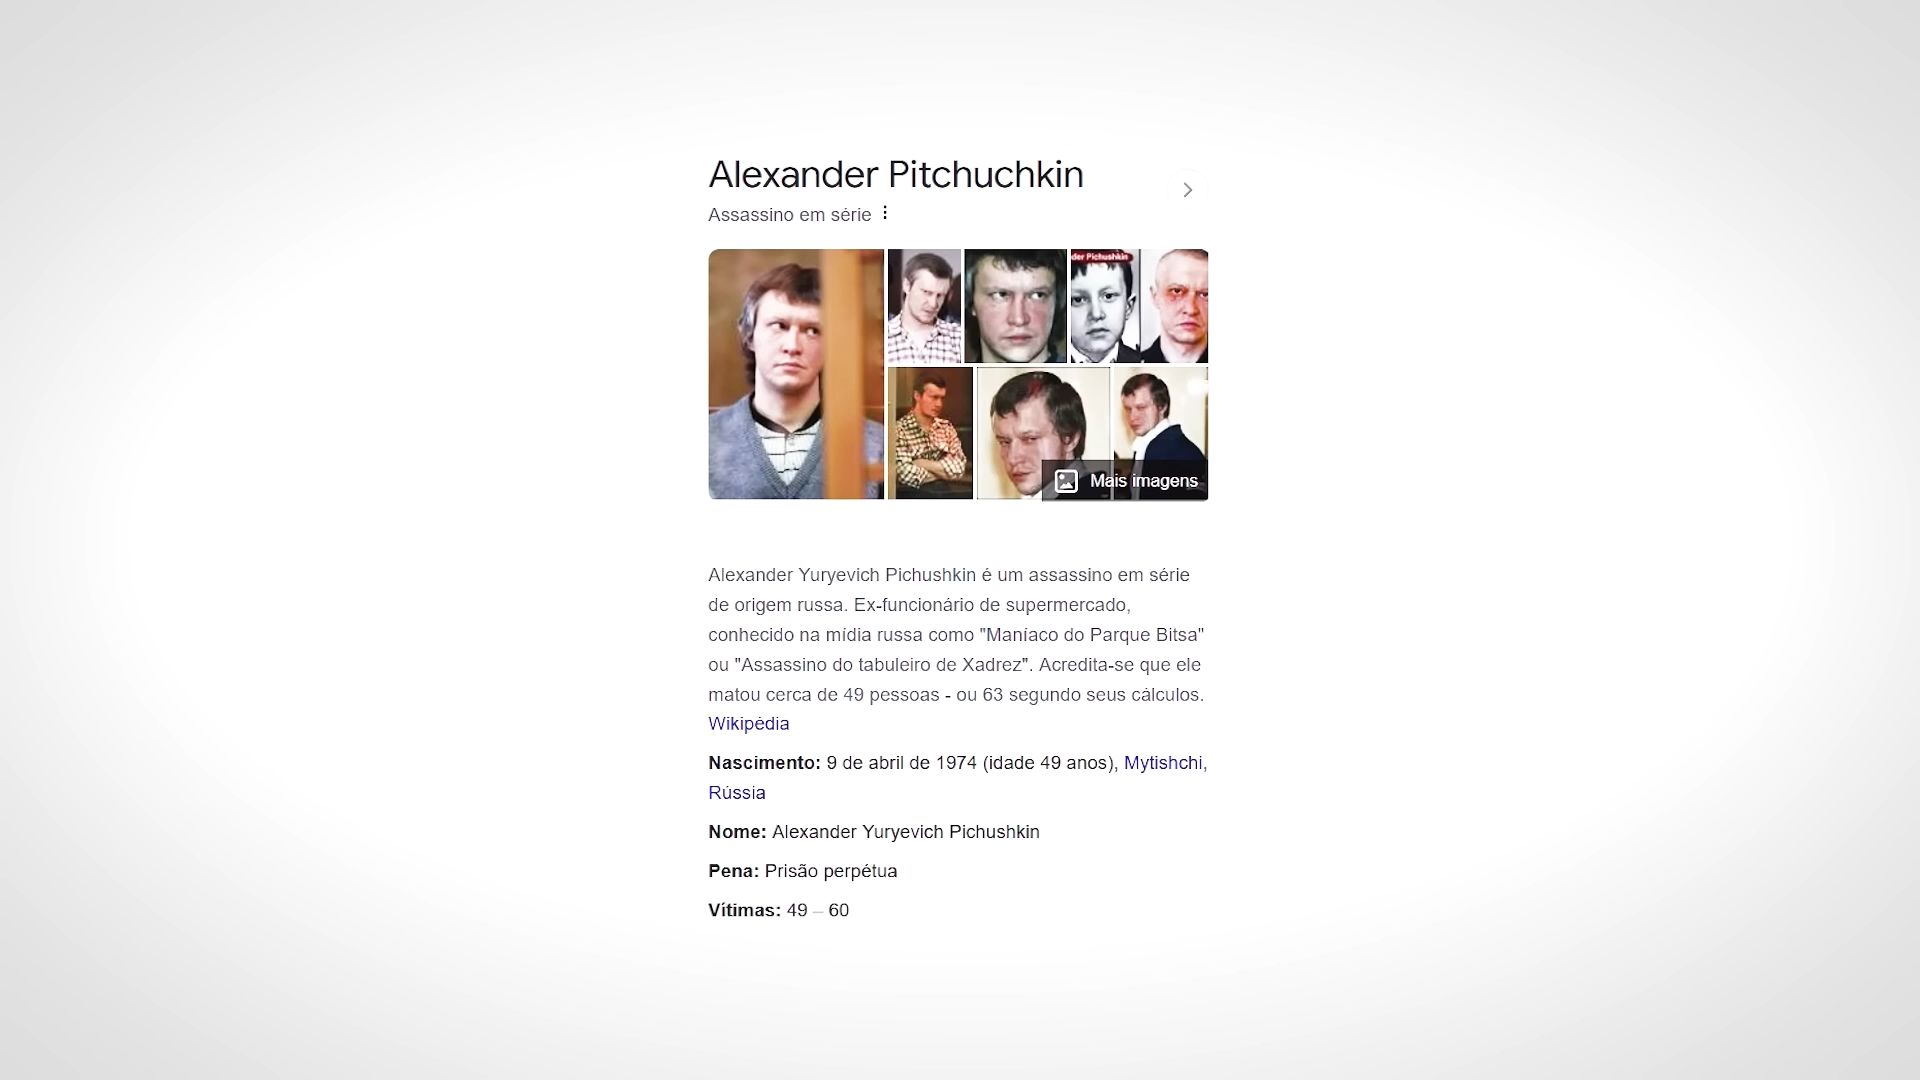 Alexander Pitchuchkin
Assassino em série
der Pichushkin
Mais imagens
Alexander Yuryevich Pichushkin é um assassino em série
de origem russa. Ex-funcionário de supermercado,
conhecido na mídia russa como "Maníaco do Parque Bitsa"
ou "Assassino do tabuleiro de Xadrez". Acredita-se que ele
matou cerca de 49 pessoas - ou 63 segundo seus cálculos.
Wikipédia
Nascimento: 9 de abril de 1974 (idade 49 anos), Mytishchi,
Rússia
Nome: Alexander Yuryevich Pichushkin
Pena: Prisão perpétua
Vítimas: 49 – 60